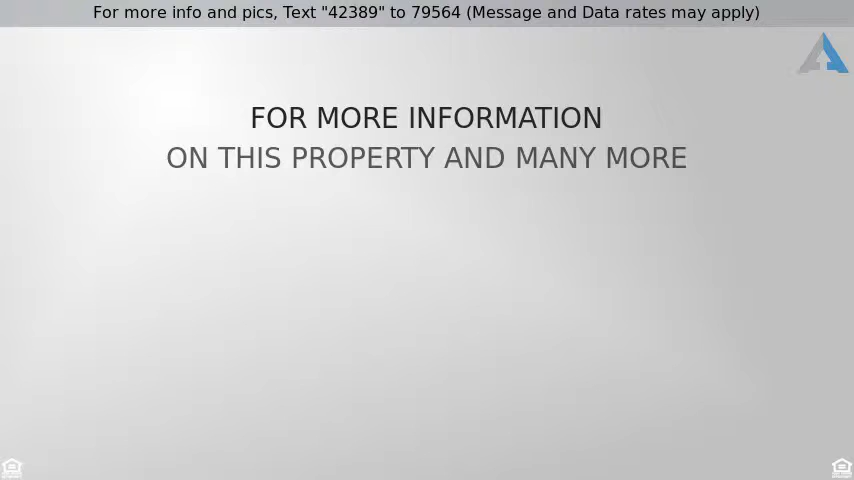 For more info and pics, Text "42389" to 79564 (Message and Data rates may apply)
FOR MORE INFORMATION
ON THIS PROPERTY AND MANY MORE